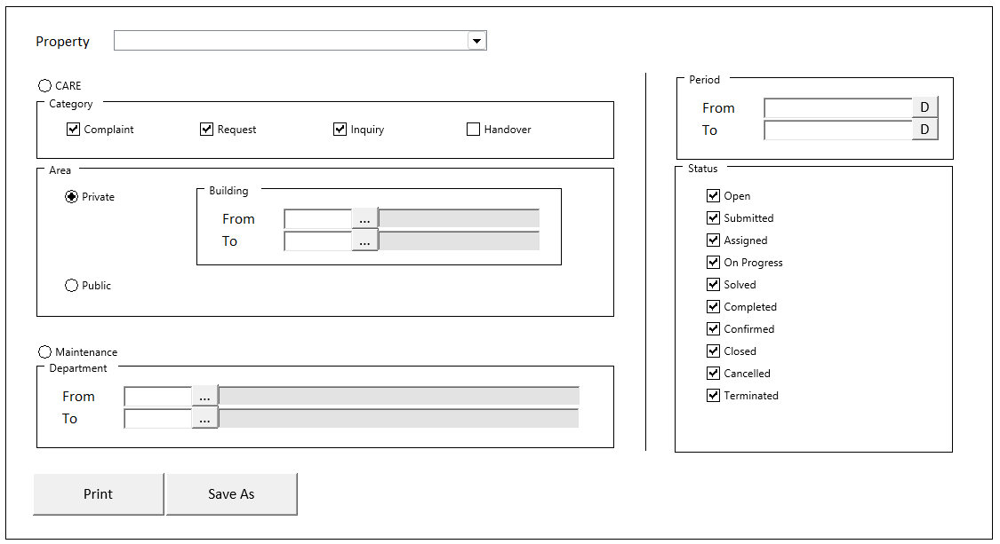 Property
CARE
Category
Complaint Request Inquiry Handover
Area
Private
Building
From ...
To ...
Public
Maintenance
Department
From ...
To ...
Print Save As
Period
From D
To D
Status
Open
Submitted
Assigned
On Progress
Solved
Completed
Confirmed
Closed
Cancelled
Terminated